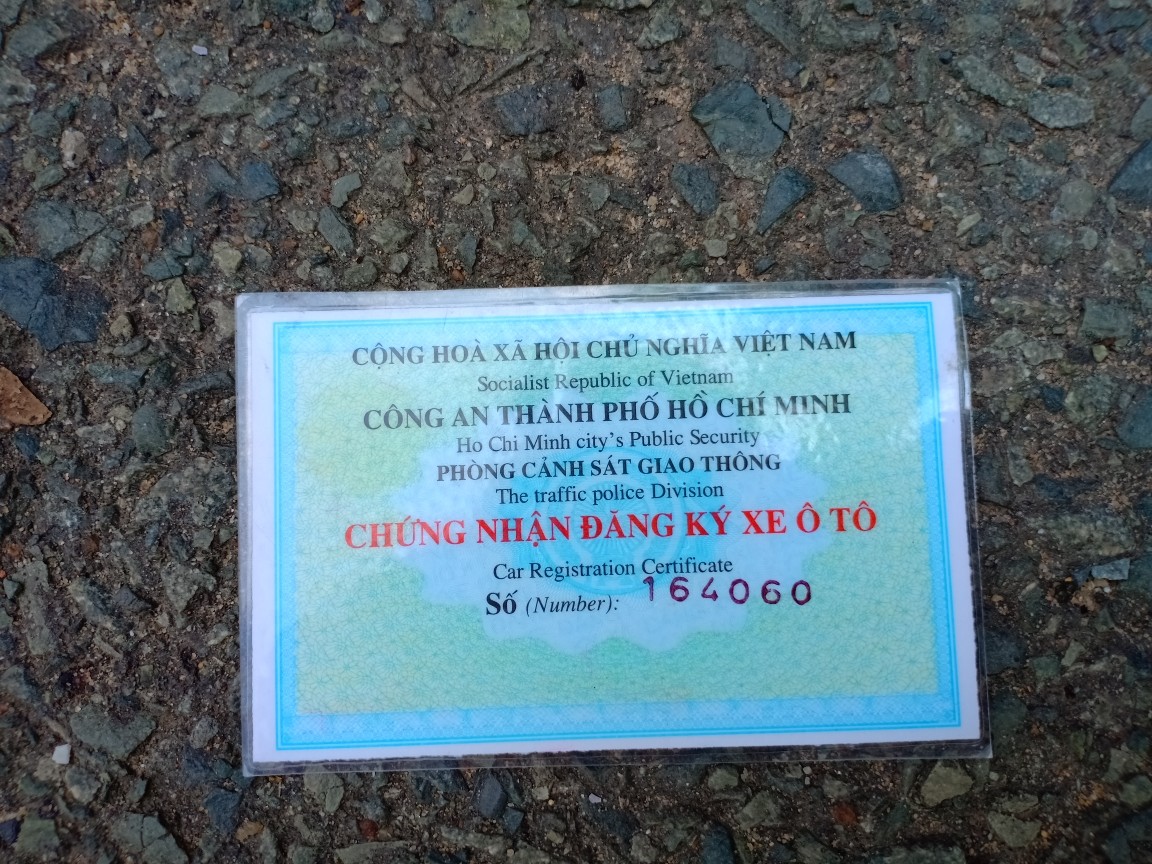 CỘNG HOÀ XÃ HỘI CHỦ NGHĨA VIỆT NAM
Socialist Republic of Vietnam
CÔNG AN THÀNH PHỐ HỒ CHÍ MINH
Ho Chi Minh city's Public Security
PHÒNG CẢNH SÁT GIAO THÔNG
The traffic police Division
CHỨNG NHẬN ĐĂNG KÝ XE Ô TÔ
Car Registration Certificate
Số (Number): 164060